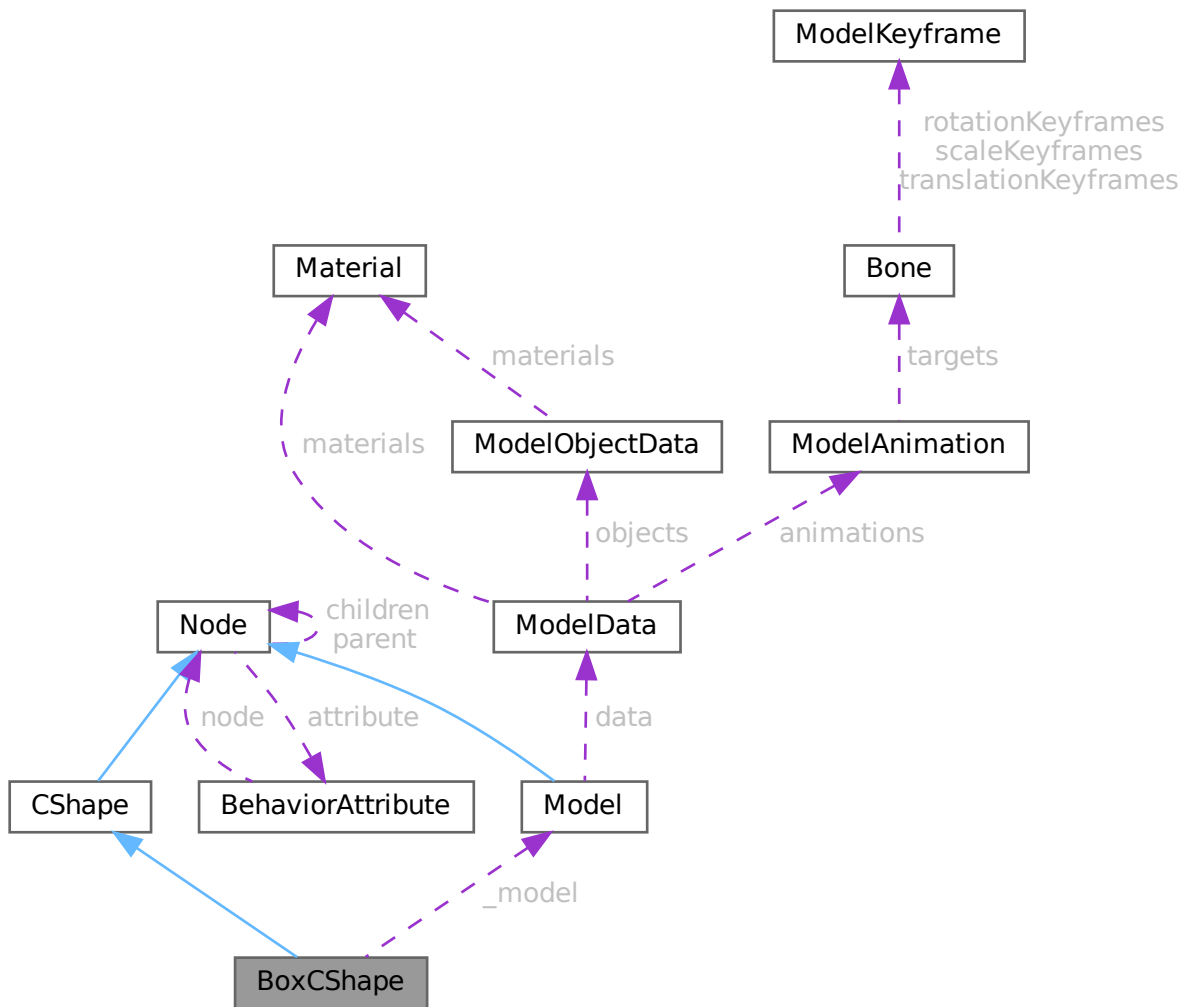 ModelKeyframe
rotationKeyframes
scaleKeyframes
translationKeyframes
Material
Bone
materials
targets
materials
ModelObjectData
ModelAnimation
objects
animations
Node
children
parent
ModelData
node
attribute
data
CShape
BehaviorAttribute
Model
_model
BoxCShape